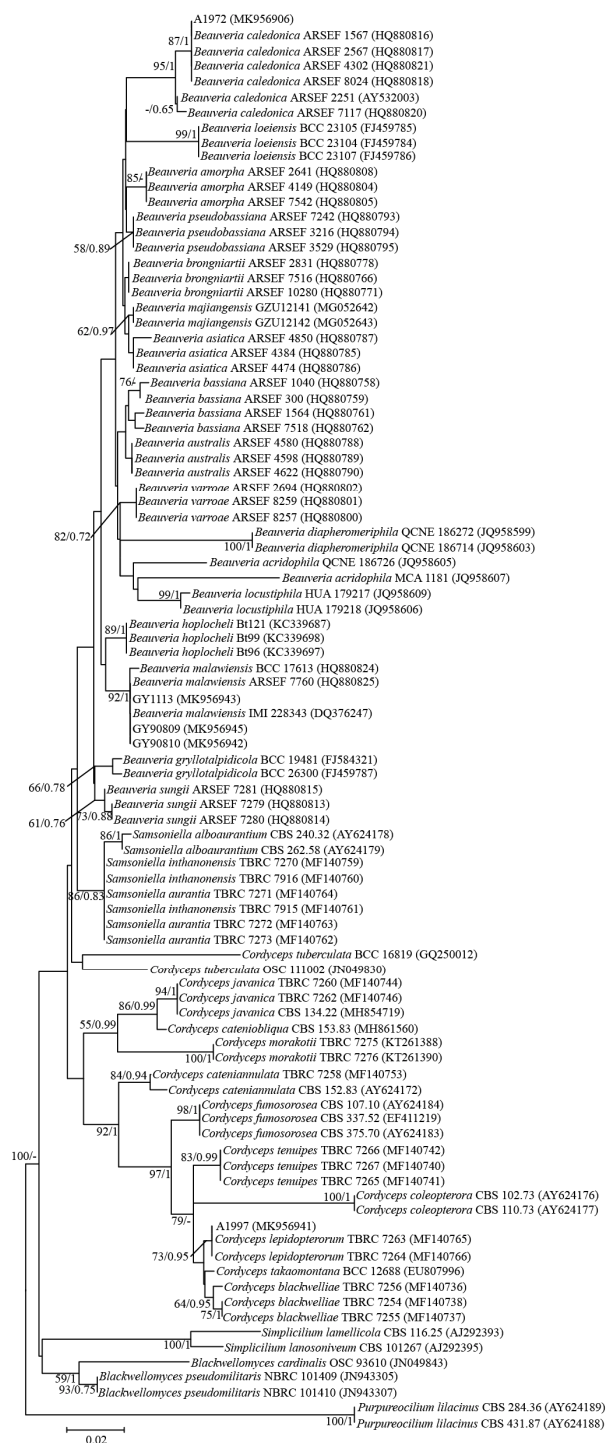 A1972 (MK956906)
87/1
Beauveria caledonica ARSEF 1567 (HQ880816)
Beauveria caledonica ARSEF 2567 (HQ880817)
95/1
Beauveria caledonica ARSEF 4302 (HQ880821)
Beauveria caledonica ARSEF 8024 (HQ880818)
Beauveria caledonica ARSEF 2251 (AY532003)
-/0.65
Beauveria caledonica ARSEF 7117 (HQ880820)
99/1
Beauveria loeiensis BCC 23105 (FJ459785)
Beauveria loeiensis BCC 23104 (FJ459784)
Beauveria loeiensis BCC 23107 (FJ459786)
85/-
Beauveria amorpha ARSEF 2641 (HQ880808)
Beauveria amorpha ARSEF 4149 (HQ880804)
Beauveria amorpha ARSEF 7542 (HQ880805)
Beauveria pseudobassiana ARSEF 7242 (HQ880793)
Beauveria pseudobassiana ARSEF 3216 (HQ880794)
58/0.89
Beauveria pseudobassiana ARSEF 3529 (HQ880795)
Beauveria brongniartii ARSEF 2831 (HQ880778)
Beauveria brongniartii ARSEF 7516 (HQ880766)
Beauveria brongniartii ARSEF 10280 (HQ880771)
Beauveria majiangensis GZU12141 (MG052642)
Beauveria majiangensis GZU12142 (MG052643)
62/0.97
Beauveria asiatica ARSEF 4850 (HQ880787)
Beauveria asiatica ARSEF 4384 (HQ880785)
Beauveria asiatica ARSEF 4474 (HQ880786)
76/-
Beauveria bassiana ARSEF 1040 (HQ880758)
Beauveria bassiana ARSEF 300 (HQ880759)
Beauveria bassiana ARSEF 1564 (HQ880761)
Beauveria bassiana ARSEF 7518 (HQ880762)
Beauveria australis ARSEF 4580 (HQ880788)
Beauveria australis ARSEF 4598 (HQ880789)
Beauveria australis ARSEF 4622 (HQ880790)
Beauveria varroae ARSEF 2694 (HQ880802)
Beauveria varroae ARSEF 8259 (HQ880801)
Beauveria varroae ARSEF 8257 (HQ880800)
82/0.72
Beauveria diapheromeriphila QCNE 186272 (JQ958599)
100/1
Beauveria diapheromeriphila QCNE 186714 (JQ958603)
Beauveria acridophila QCNE 186726 (JQ958605)
Beauveria acridophila MCA 1181 (JQ958607)
99/1
Beauveria locustiphila HUA 179217 (JQ958609)
Beauveria locustiphila HUA 179218 (JQ958606)
89/1
Beauveria hoplocheli Bt121 (KC339687)
Beauveria hoplocheli Bt99 (KC339698)
Beauveria hoplocheli Bt96 (KC339697)
Beauveria malawiensis BCC 17613 (HQ880824)
Beauveria malawiensis ARSEF 7760 (HQ880825)
92/1
GY1113 (MK956943)
Beauveria malawiensis IMI 228343 (DQ376247)
GY90809 (MK956945)
GY90810 (MK956942)
Beauveria gryllotalpidicola BCC 19481 (FJ584321)
Beauveria gryllotalpidicola BCC 26300 (FJ459787)
66/0.78
Beauveria sungii ARSEF 7281 (HQ880815)
Beauveria sungii ARSEF 7279 (HQ880813)
73/0.88
Beauveria sungii ARSEF 7280 (HQ880814)
61/0.76
86/1
Samsoniella alboaurantium CBS 240.32 (AY624178)
Samsoniella alboaurantium CBS 262.58 (AY624179)
Samsoniella inthanonensis TBRC 7270 (MF140759)
Samsoniella inthanonensis TBRC 7916 (MF140760)
86/0.83
Samsoniella aurantia TBRC 7271 (MF140764)
Samsoniella inthanonensis TBRC 7915 (MF140761)
Samsoniella aurantia TBRC 7272 (MF140763)
Samsoniella aurantia TBRC 7273 (MF140762)
Cordyceps tuberculata BCC 16819 (GQ250012)
Cordyceps tuberculata OSC 111002 (JN049830)
Cordyceps javanica TBRC 7260 (MF140744)
94/1
Cordyceps javanica TBRC 7262 (MF140746)
86/0.99
Cordyceps javanica CBS 134.22 (MH854719)
Cordyceps cateniobliqua CBS 153.83 (MH861560)
55/0.99
Cordyceps morakotii TBRC 7275 (KT261388)
100/1
Cordyceps morakotii TBRC 7276 (KT261390)
84/0.94
Cordyceps cateniannulata TBRC 7258 (MF140753)
Cordyceps cateniannulata CBS 152.83 (AY624172)
Cordyceps fumosorosea CBS 107.10 (AY624184)
98/1
Cordyceps fumosorosea CBS 337.52 (EF411219)
Cordyceps fumosorosea CBS 375.70 (AY624183)
92/1
83/0.99
Cordyceps tenuipes TBRC 7266 (MF140742)
Cordyceps tenuipes TBRC 7267 (MF140740)
97/1
Cordyceps tenuipes TBRC 7265 (MF140741)
100/1
Cordyceps coleopterora CBS 102.73 (AY624176)
Cordyceps coleopterora CBS 110.73 (AY624177)
100/-
79/-
A1997 (MK956941)
Cordyceps lepidopterorum TBRC 7263 (MF140765)
73/0.95
Cordyceps lepidopterorum TBRC 7264 (MF140766)
Cordyceps takaomontana BCC 12688 (EU807996)
Cordyceps blackwelliae TBRC 7256 (MF140736)
64/0.95
Cordyceps blackwelliae TBRC 7254 (MF140738)
75/1
Cordyceps blackwelliae TBRC 7255 (MF140737)
Simplicillium lamellicola CBS 116.25 (AJ292393)
100/1
Simplicillium lanosoniveum CBS 101267 (AJ292395)
Blackwellomyces cardinalis OSC 93610 (JN049843)
59/1
Blackwellomyces pseudomilitaris NBRC 101409 (JN943305)
93/0.75
Blackwellomyces pseudomilitaris NBRC 101410 (JN943307)
Purpureocillium lilacinus CBS 284.36 (AY624189)
100/1
Purpureocillium lilacinus CBS 431.87 (AY624188)
0.02